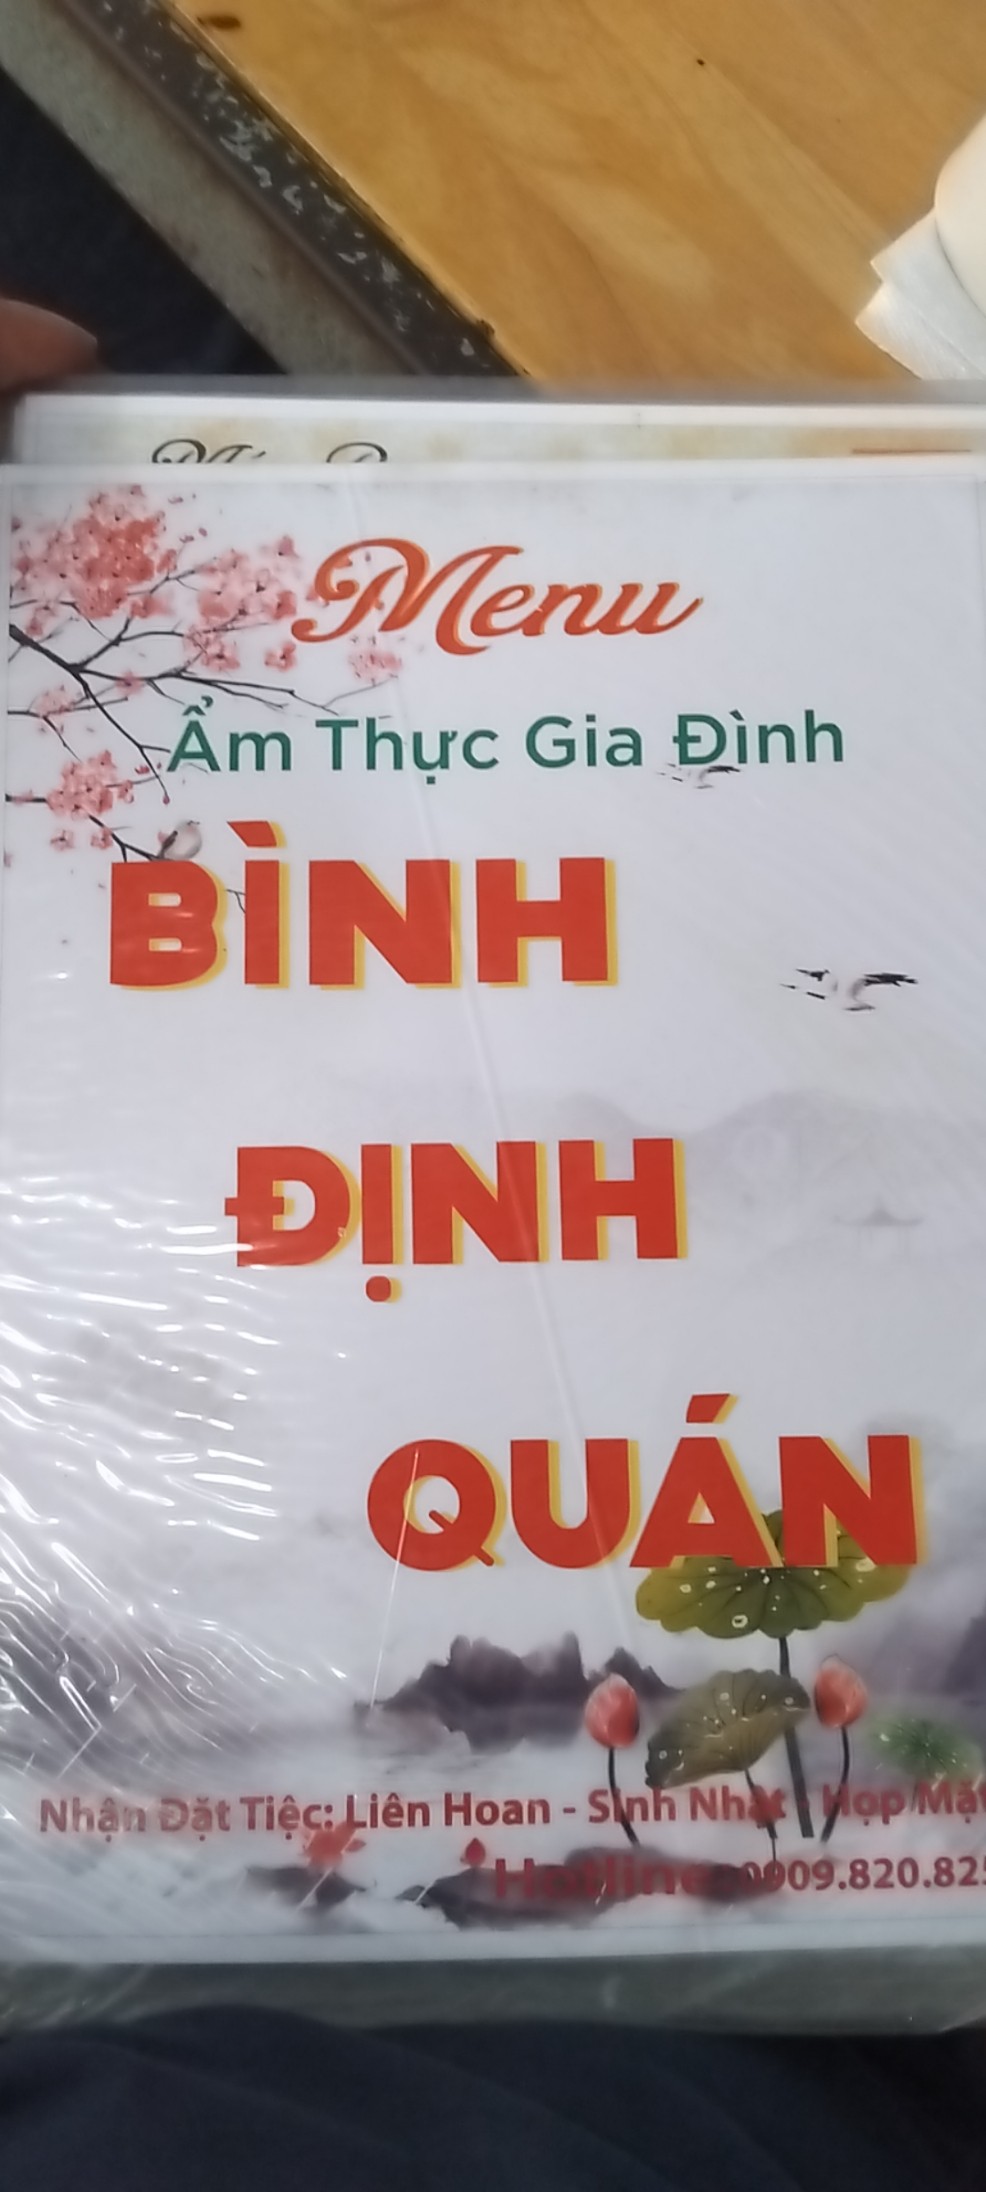 Menu
Ẩm Thực Gia Đình
BÌNH
ĐỊNH
QUÁN
Nhận Đặt Tiệc: Liên Hoan - Sinh Nhật - Họp Mặt
Hotline: 0909.820.825